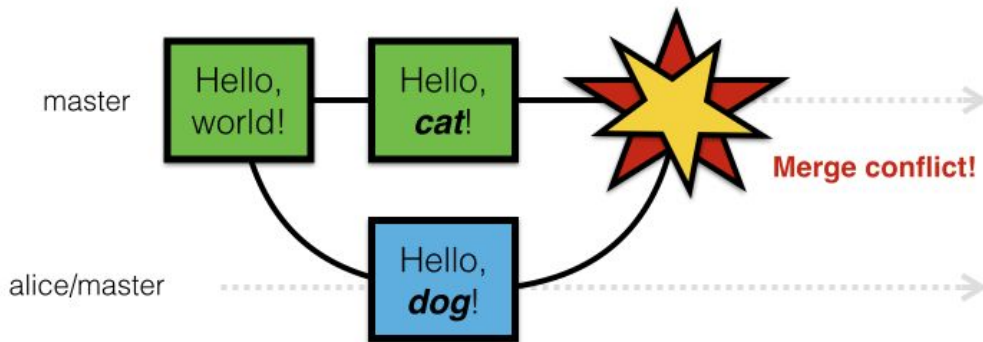 master
Hello,
world!
Hello,
cat!
Merge conflict!
alice/master
Hello,
dog!